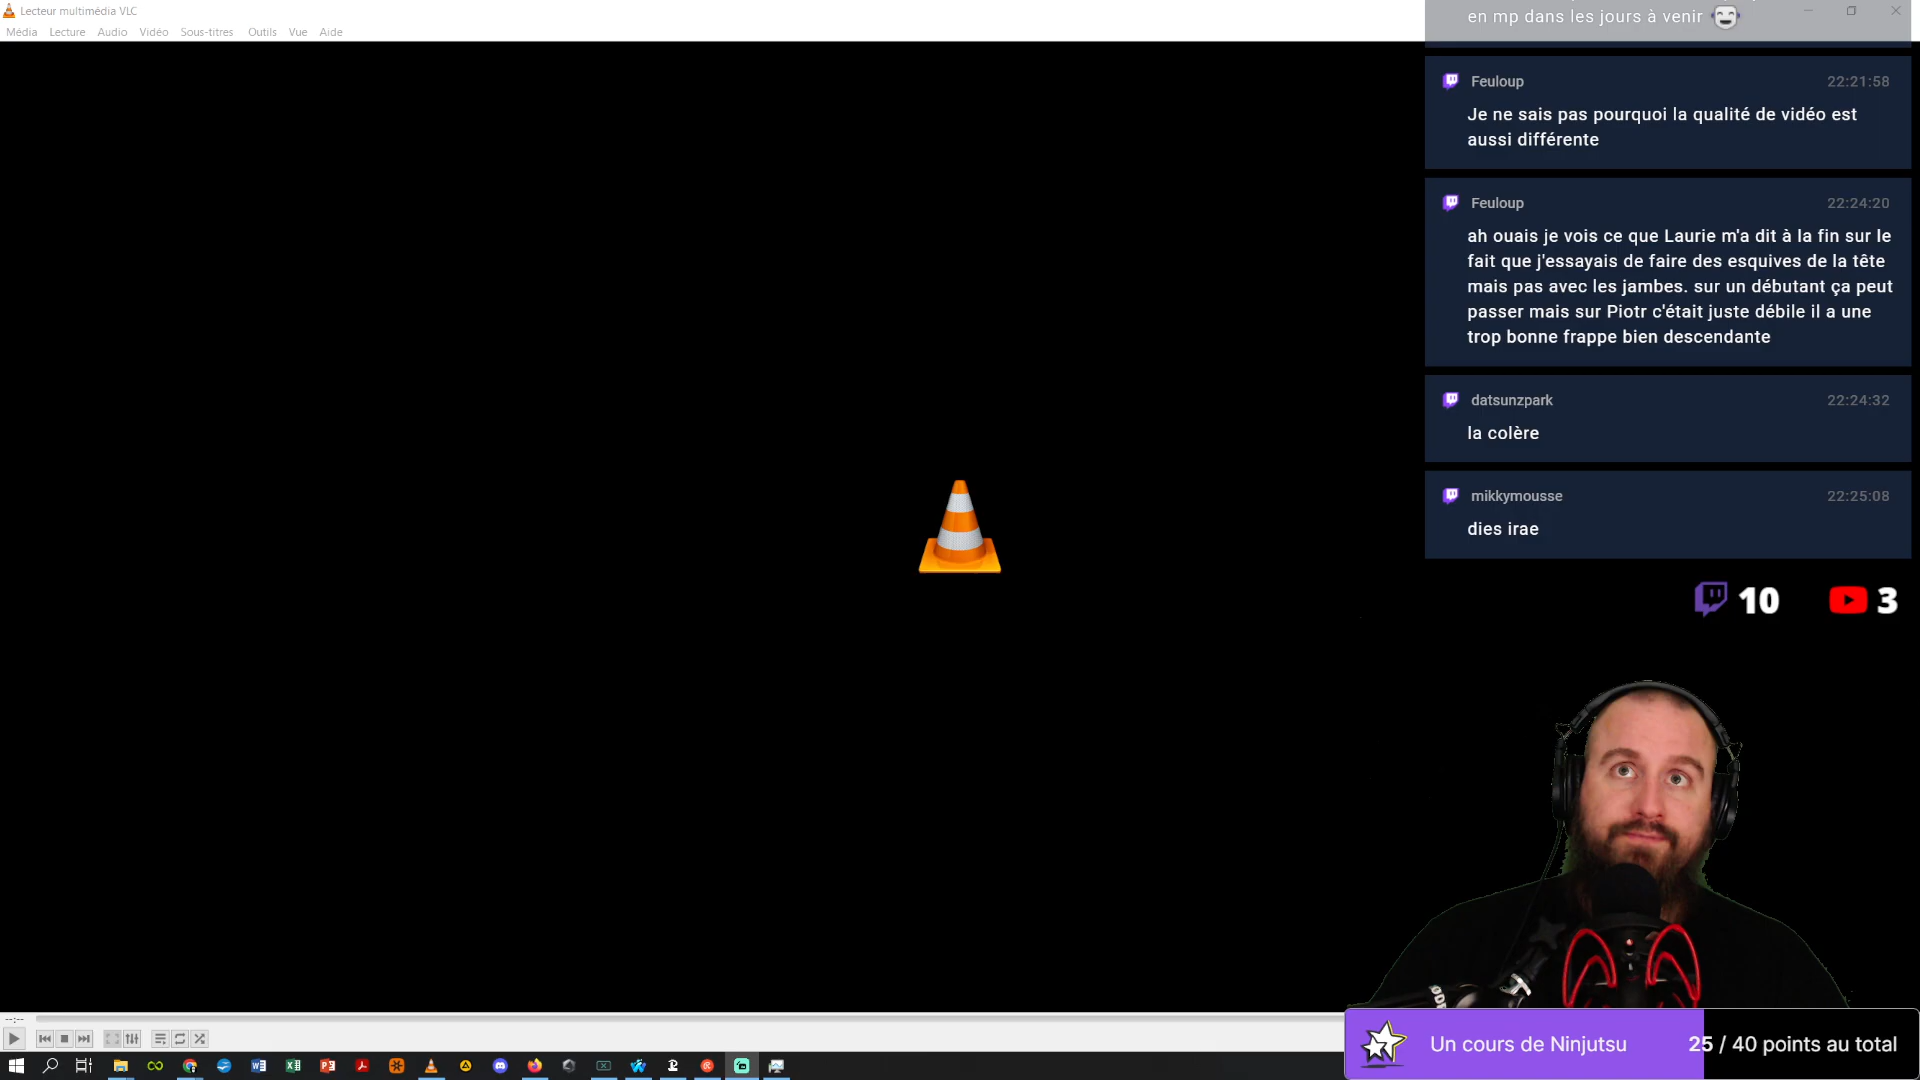 Lecteur multimédia VLC
Média Lecture Audio Vidéo Sous-titres Outils Vue Aide
en mp dans les jours à venir
Feuloup 22:21:58
Je ne sais pas pourquoi la qualité de vidéo est
aussi différente
Feuloup 22:24:20
ah ouais je vois ce que Laurie m'a dit à la fin sur le
fait que j'essayais de faire des esquives de la tête
mais pas avec les jambes. sur un débutant ça peut
passer mais sur Piotr c'était juste débile il a une
trop bonne frappe bien descendante
datsunzpark 22:24:32
la colère
mikkymousse 22:25:08
dies irae
10 3
--:--
Un cours de Ninjutsu 25 / 40 points au total